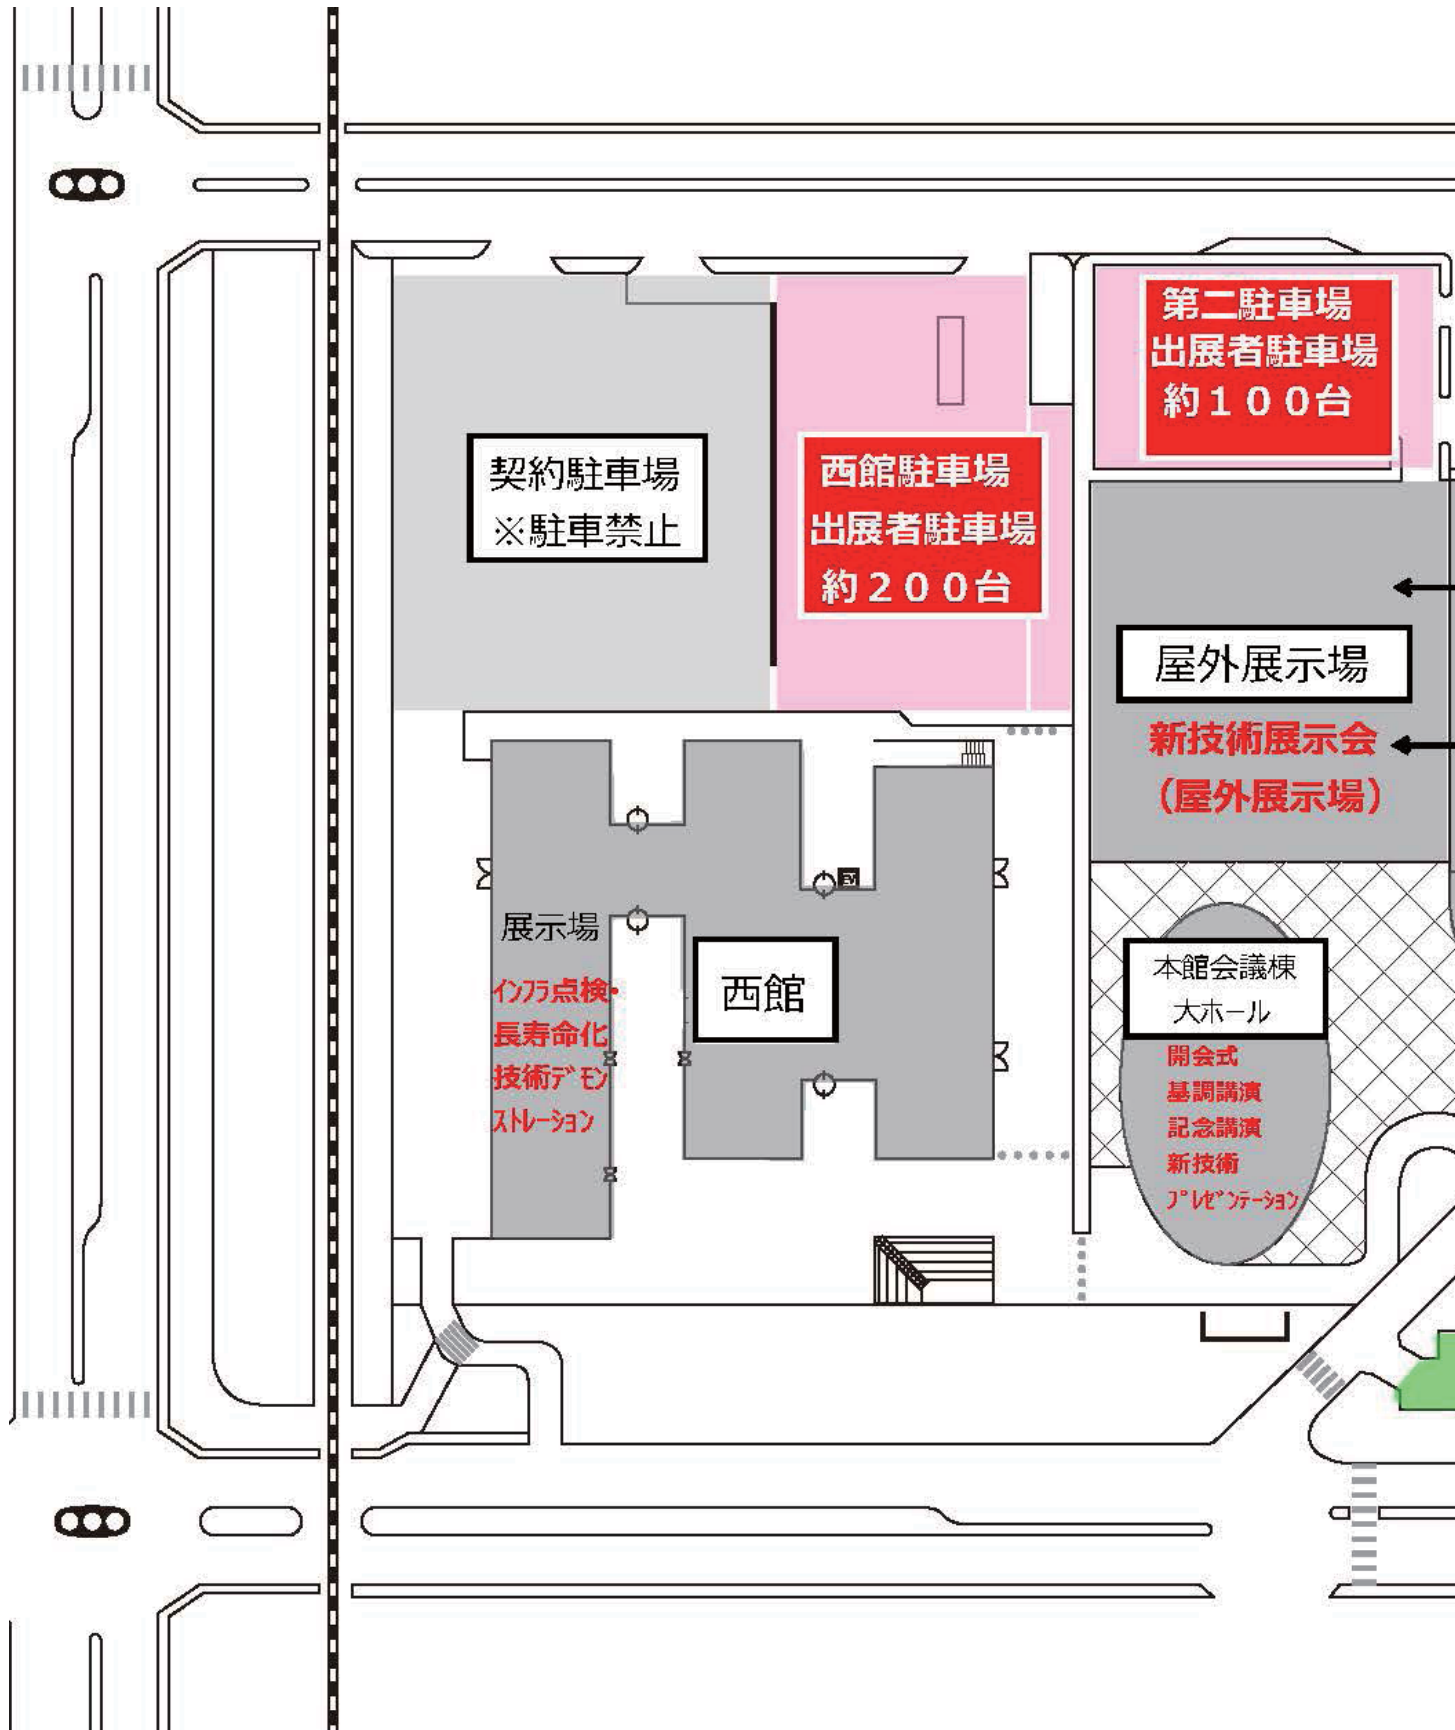 第二駐車場
出展者駐車場
約１００台
契約駐車場
※駐車禁止
西館駐車場
出展者駐車場
約２００台
屋外展示場
新技術展示会
（屋外展示場）
展示場
ｲﾝﾌﾗ点検・
長寿命化
技術ﾃﾞﾓﾝ
ｽﾄﾚｰｼｮﾝ
西館
EV
本館会議棟
大ホール
開会式
基調講演
記念講演
新技術
ﾌﾟﾚｾﾞﾝﾃｰｼｮﾝ